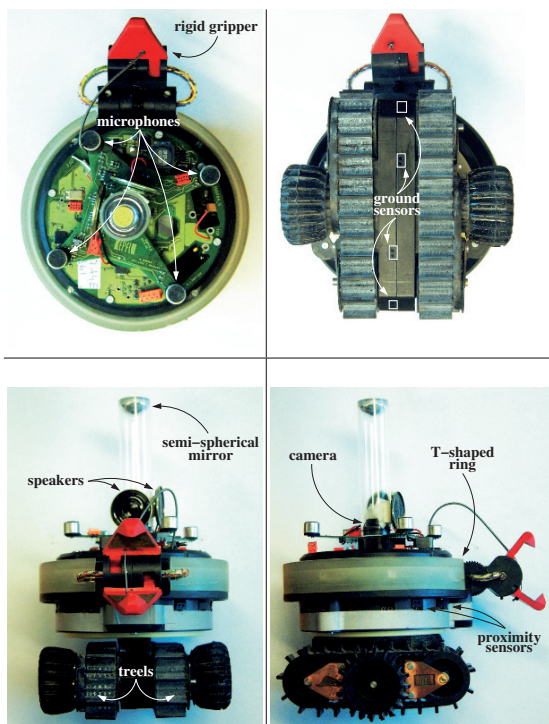 rigid gripper
microphones
ground
sensors
semi-spherical
mirror
speakers
treels
camera
T-shaped
ring
proximity
sensors